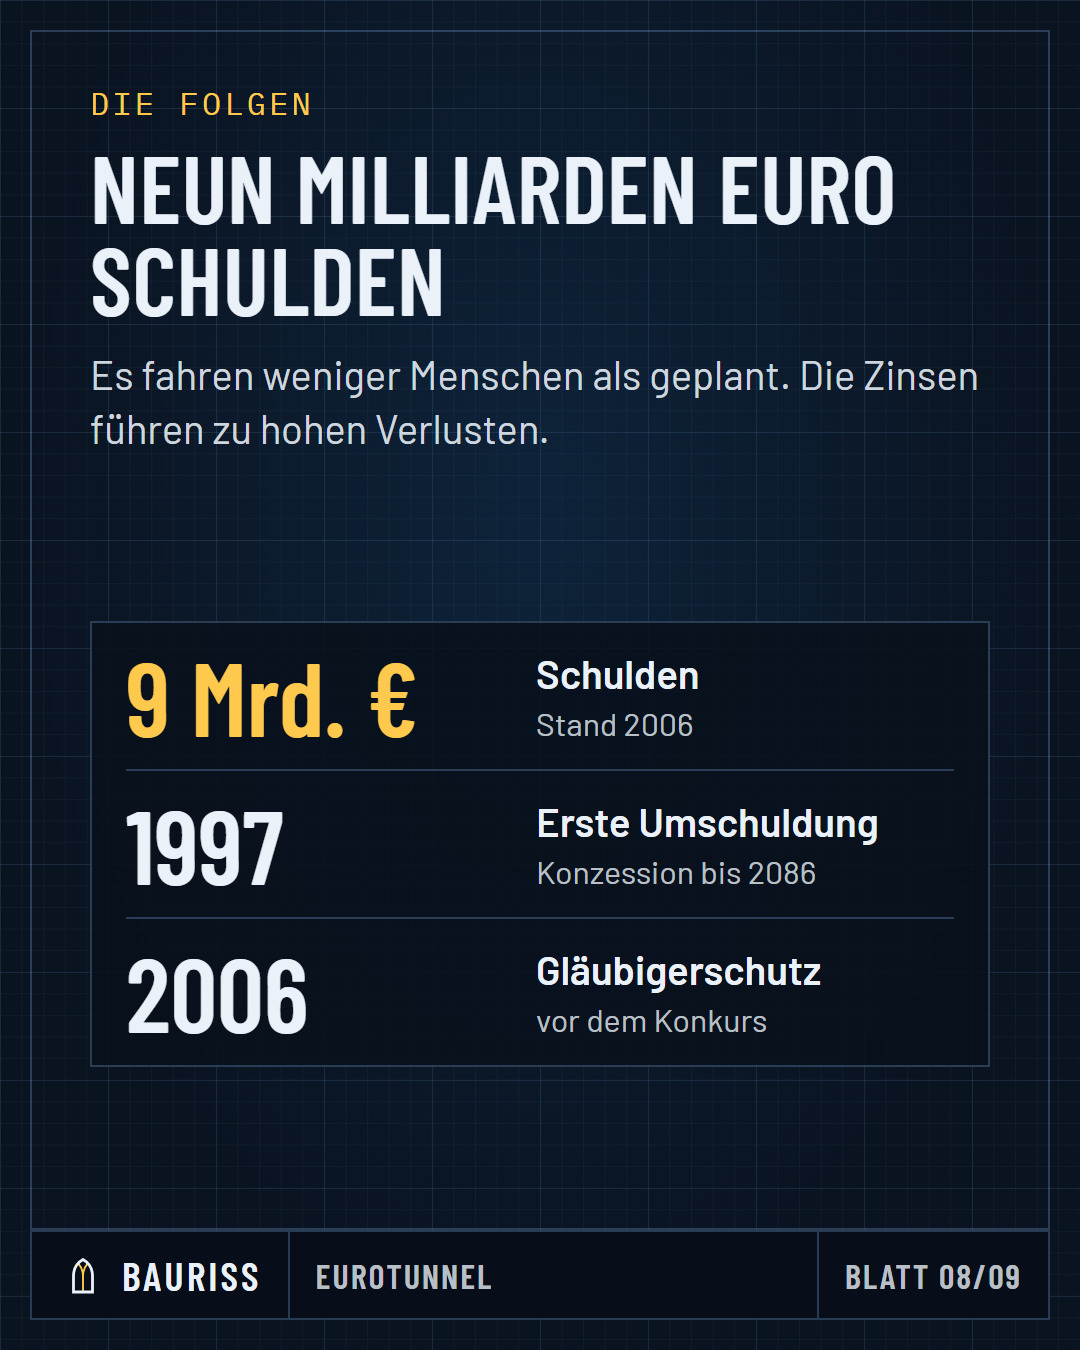 DIE FOLGEN
NEUN MILLIARDEN EURO
SCHULDEN
Es fahren weniger Menschen als geplant. Die Zinsen
führen zu hohen Verlusten.
9 Mrd. €
Schulden
Stand 2006
1997
Erste Umschuldung
Konzession bis 2086
2006
Gläubigerschutz
vor dem Konkurs
BAURISS
EUROTUNNEL
BLATT 08/09